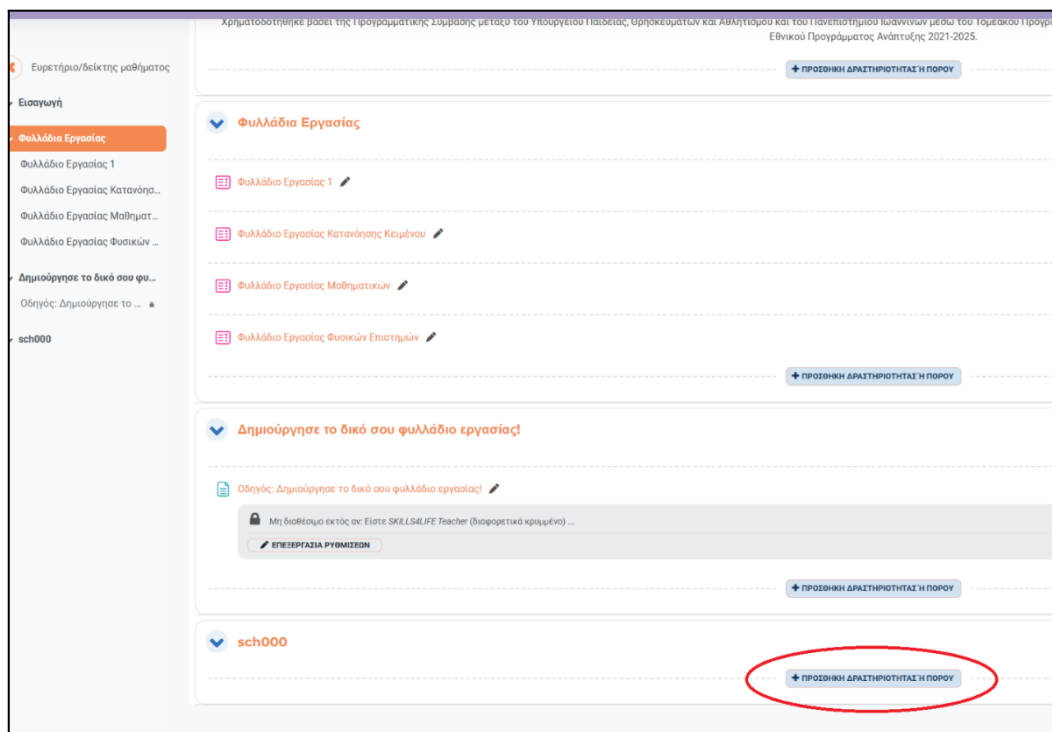 Χρηματοδοτήθηκε βάσει της Προγραμματικής Σύμβασης μεταξύ του Υπουργείου Παιδείας, Θρησκευμάτων και Αθλητισμού και του Πανεπιστημίου Ιωαννίνων μέσω του Τομεακού Προγρ
Εθνικού Προγράμματος Ανάπτυξης 2021-2025.
+ ΠΡΟΣΘΗΚΗ ΔΡΑΣΤΗΡΙΟΤΗΤΑΣ Ή ΠΟΡΟΥ
Ευρετήριο/δείκτης μαθήματος
Εισαγωγή
Φυλλάδια Εργασίας
Φυλλάδιο Εργασίας 1
Φυλλάδιο Εργασίας Κατανόησ...
Φυλλάδιο Εργασίας Μαθηματ...
Φυλλάδιο Εργασίας Φυσικών ...
Δημιούργησε το δικό σου φυ...
Οδηγός: Δημιούργησε το ...
sch000
Φυλλάδια Εργασίας
Φυλλάδιο Εργασίας 1
Φυλλάδιο Εργασίας Κατανόησης Κειμένου
Φυλλάδιο Εργασίας Μαθηματικών
Φυλλάδιο Εργασίας Φυσικών Επιστημών
+ ΠΡΟΣΘΗΚΗ ΔΡΑΣΤΗΡΙΟΤΗΤΑΣ Ή ΠΟΡΟΥ
Δημιούργησε το δικό σου φυλλάδιο εργασίας!
Οδηγός: Δημιούργησε το δικό σου φυλλάδιο εργασίας!
Μη διαθέσιμο εκτός αν: Είστε SKILLS4LIFE Teacher (διαφορετικά κρυμμένο) ...
ΕΠΕΞΕΡΓΑΣΙΑ ΡΥΘΜΙΣΕΩΝ
+ ΠΡΟΣΘΗΚΗ ΔΡΑΣΤΗΡΙΟΤΗΤΑΣ Ή ΠΟΡΟΥ
sch000
+ ΠΡΟΣΘΗΚΗ ΔΡΑΣΤΗΡΙΟΤΗΤΑΣ Ή ΠΟΡΟΥ